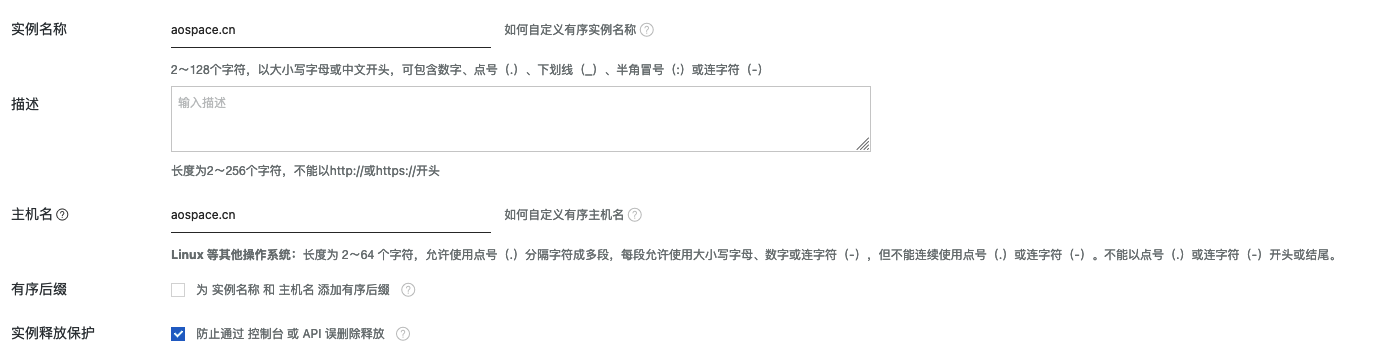 实例名称 aospace.cn 如何自定义有序实例名称 ?
2～128个字符，以大小写字母或中文开头，可包含数字、点号（.）、下划线（_）、半角冒号（:）或连字符（-）
描述 输入描述
长度为2～256个字符，不能以http://或https://开头
主机名 ? aospace.cn 如何自定义有序主机名 ?
Linux 等其他操作系统：长度为 2～64 个字符，允许使用点号（.）分隔字符成多段，每段允许使用大小写字母、数字或连字符（-），但不能连续使用点号（.）或连字符（-）。不能以点号（.）或连字符（-）开头或结尾。
有序后缀 为 实例名称 和 主机名 添加有序后缀 ?
实例释放保护 防止通过 控制台 或 API 误删除释放 ?